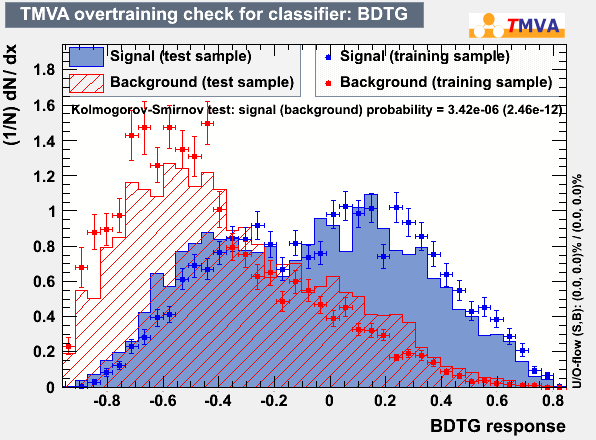 TMVA overtraining check for classifier: BDTG
TMVA
Signal (test sample)
Background (test sample)
Signal (training sample)
Background (training sample)
Kolmogorov-Smirnov test: signal (background) probability = 3.42e-06 (2.46e-12)
(1/N) dN / dx
1.8
1.6
1.4
1.2
1
0.8
0.6
0.4
0.2
0
-0.8
-0.6
-0.4
-0.2
0
0.2
0.4
0.6
0.8
BDTG response
U/O-flow (S,B): (0.0, 0.0)% / (0.0, 0.0)%